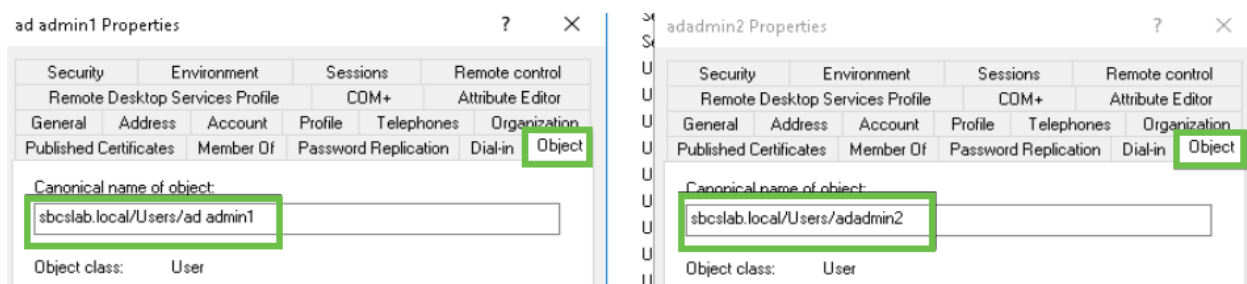 ad admin1 Properties ? ×
Security Environment Sessions Remote control
Remote Desktop Services Profile COM+ Attribute Editor
General Address Account Profile Telephones Organization
Published Certificates Member Of Password Replication Dial-in Object
Canonical name of object:
sbcslab.local/Users/ad admin1
Object class: User
adadmin2 Properties ? ×
Security Environment Sessions Remote control
Remote Desktop Services Profile COM+ Attribute Editor
General Address Account Profile Telephones Organization
Published Certificates Member Of Password Replication Dial-in Object
Canonical name of object:
sbcslab.local/Users/adadmin2
Object class: User